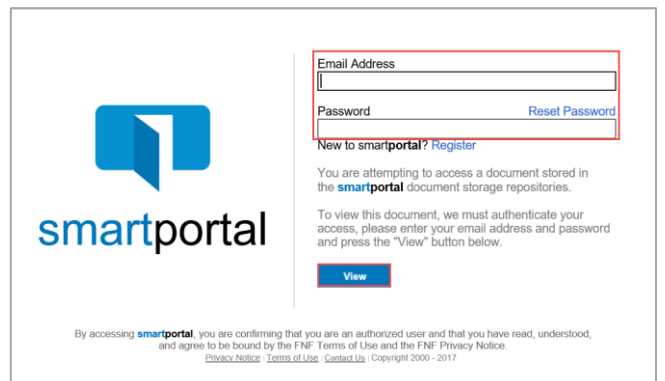 Email Address
Password Reset Password
New to smartportal? Register
You are attempting to access a document stored in
the smartportal document storage repositories.
To view this document, we must authenticate your
access, please enter your email address and password
and press the "View" button below.
smartportal
View
By accessing smartportal, you are confirming that you are an authorized user and that you have read, understood,
and agree to be bound by the FNF Terms of Use and the FNF Privacy Notice.
Privacy Notice | Terms of Use | Contact Us | Copyright 2000 - 2017